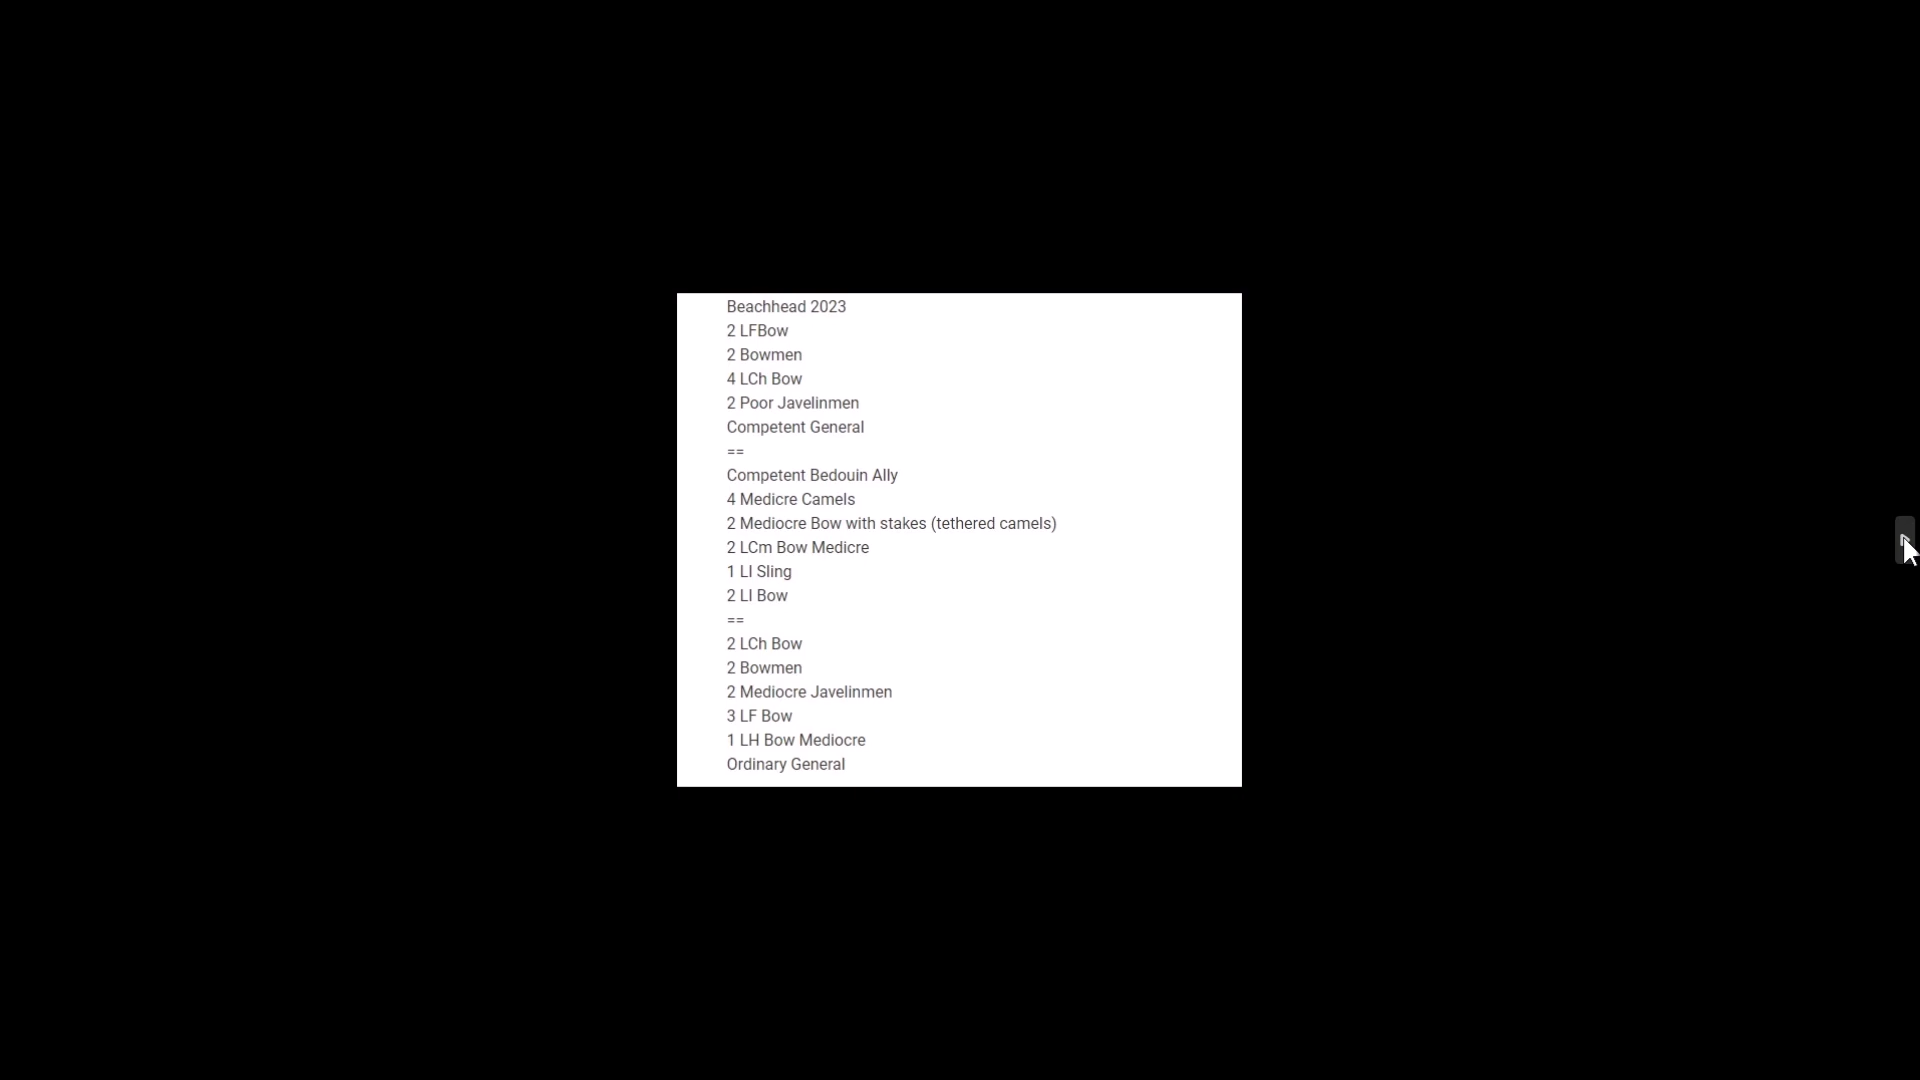 Beachhead 2023
2 LFBow
2 Bowmen
4 LCh Bow
2 Poor Javelinmen
Competent General
==
Competent Bedouin Ally
4 Medicre Camels
2 Mediocre Bow with stakes (tethered camels)
2 LCm Bow Medicre
1 LI Sling
2 LI Bow
==
2 LCh Bow
2 Bowmen
2 Mediocre Javelinmen
3 LF Bow
1 LH Bow Mediocre
Ordinary General